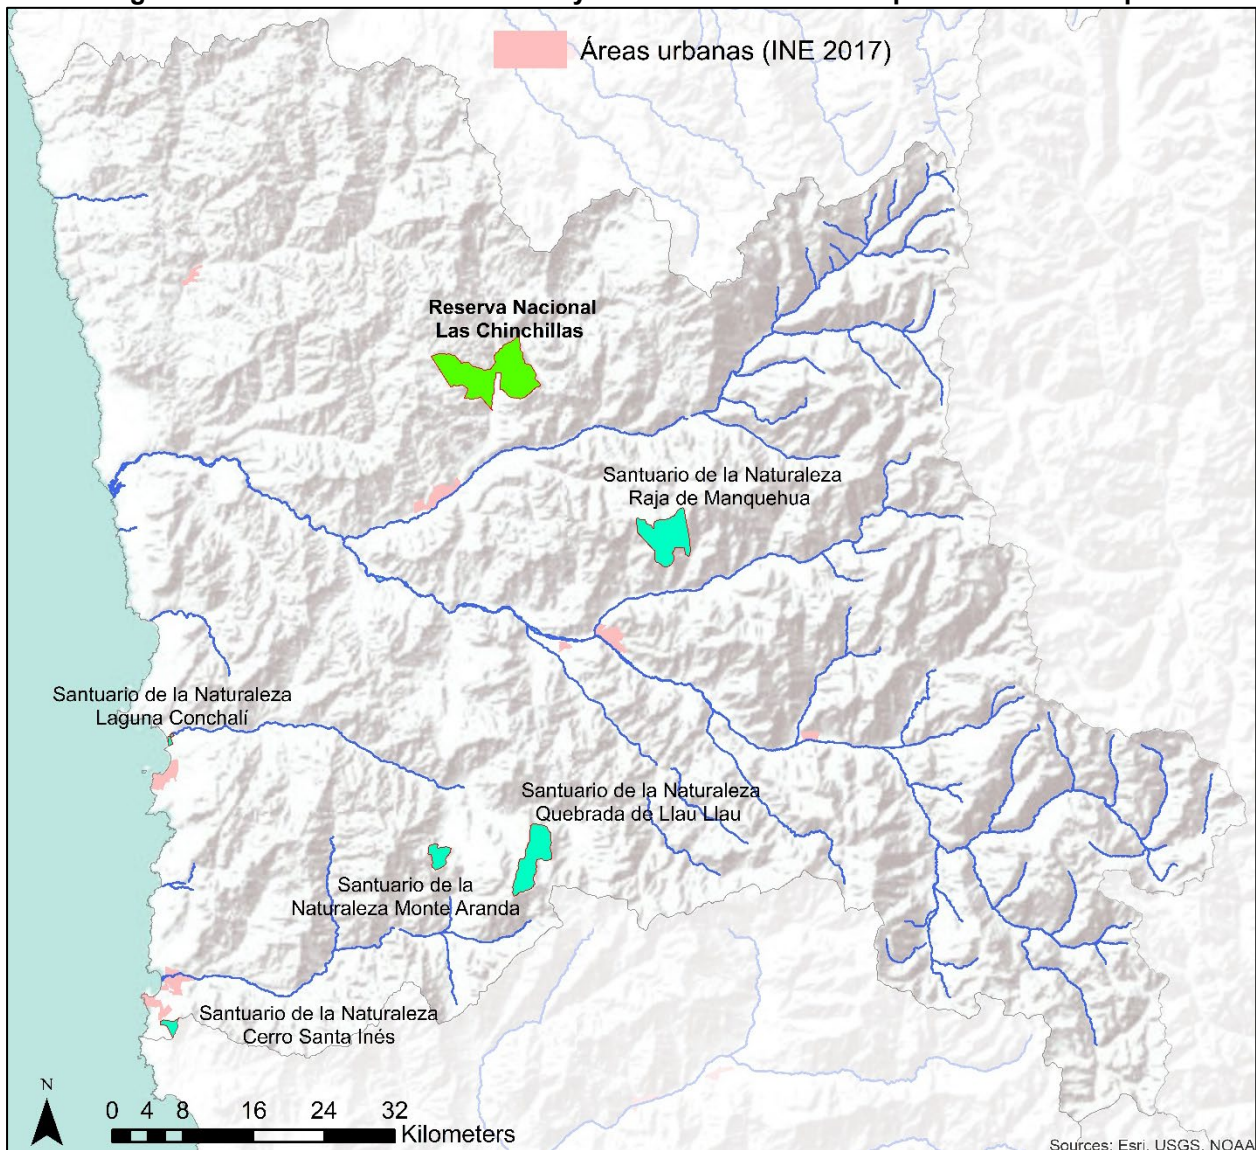 Áreas urbanas (INE 2017)
Reserva Nacional
Las Chinchillas
Santuario de la Naturaleza
Raja de Manquehua
Santuario de la Naturaleza
Laguna Conchalí
Santuario de la Naturaleza
Quebrada de Llau Llau
Santuario de la
Naturaleza Monte Aranda
Santuario de la Naturaleza
Cerro Santa Inés
N
0 4 8 16 24 32
Kilometers
Sources: Esri, USGS, NOAA